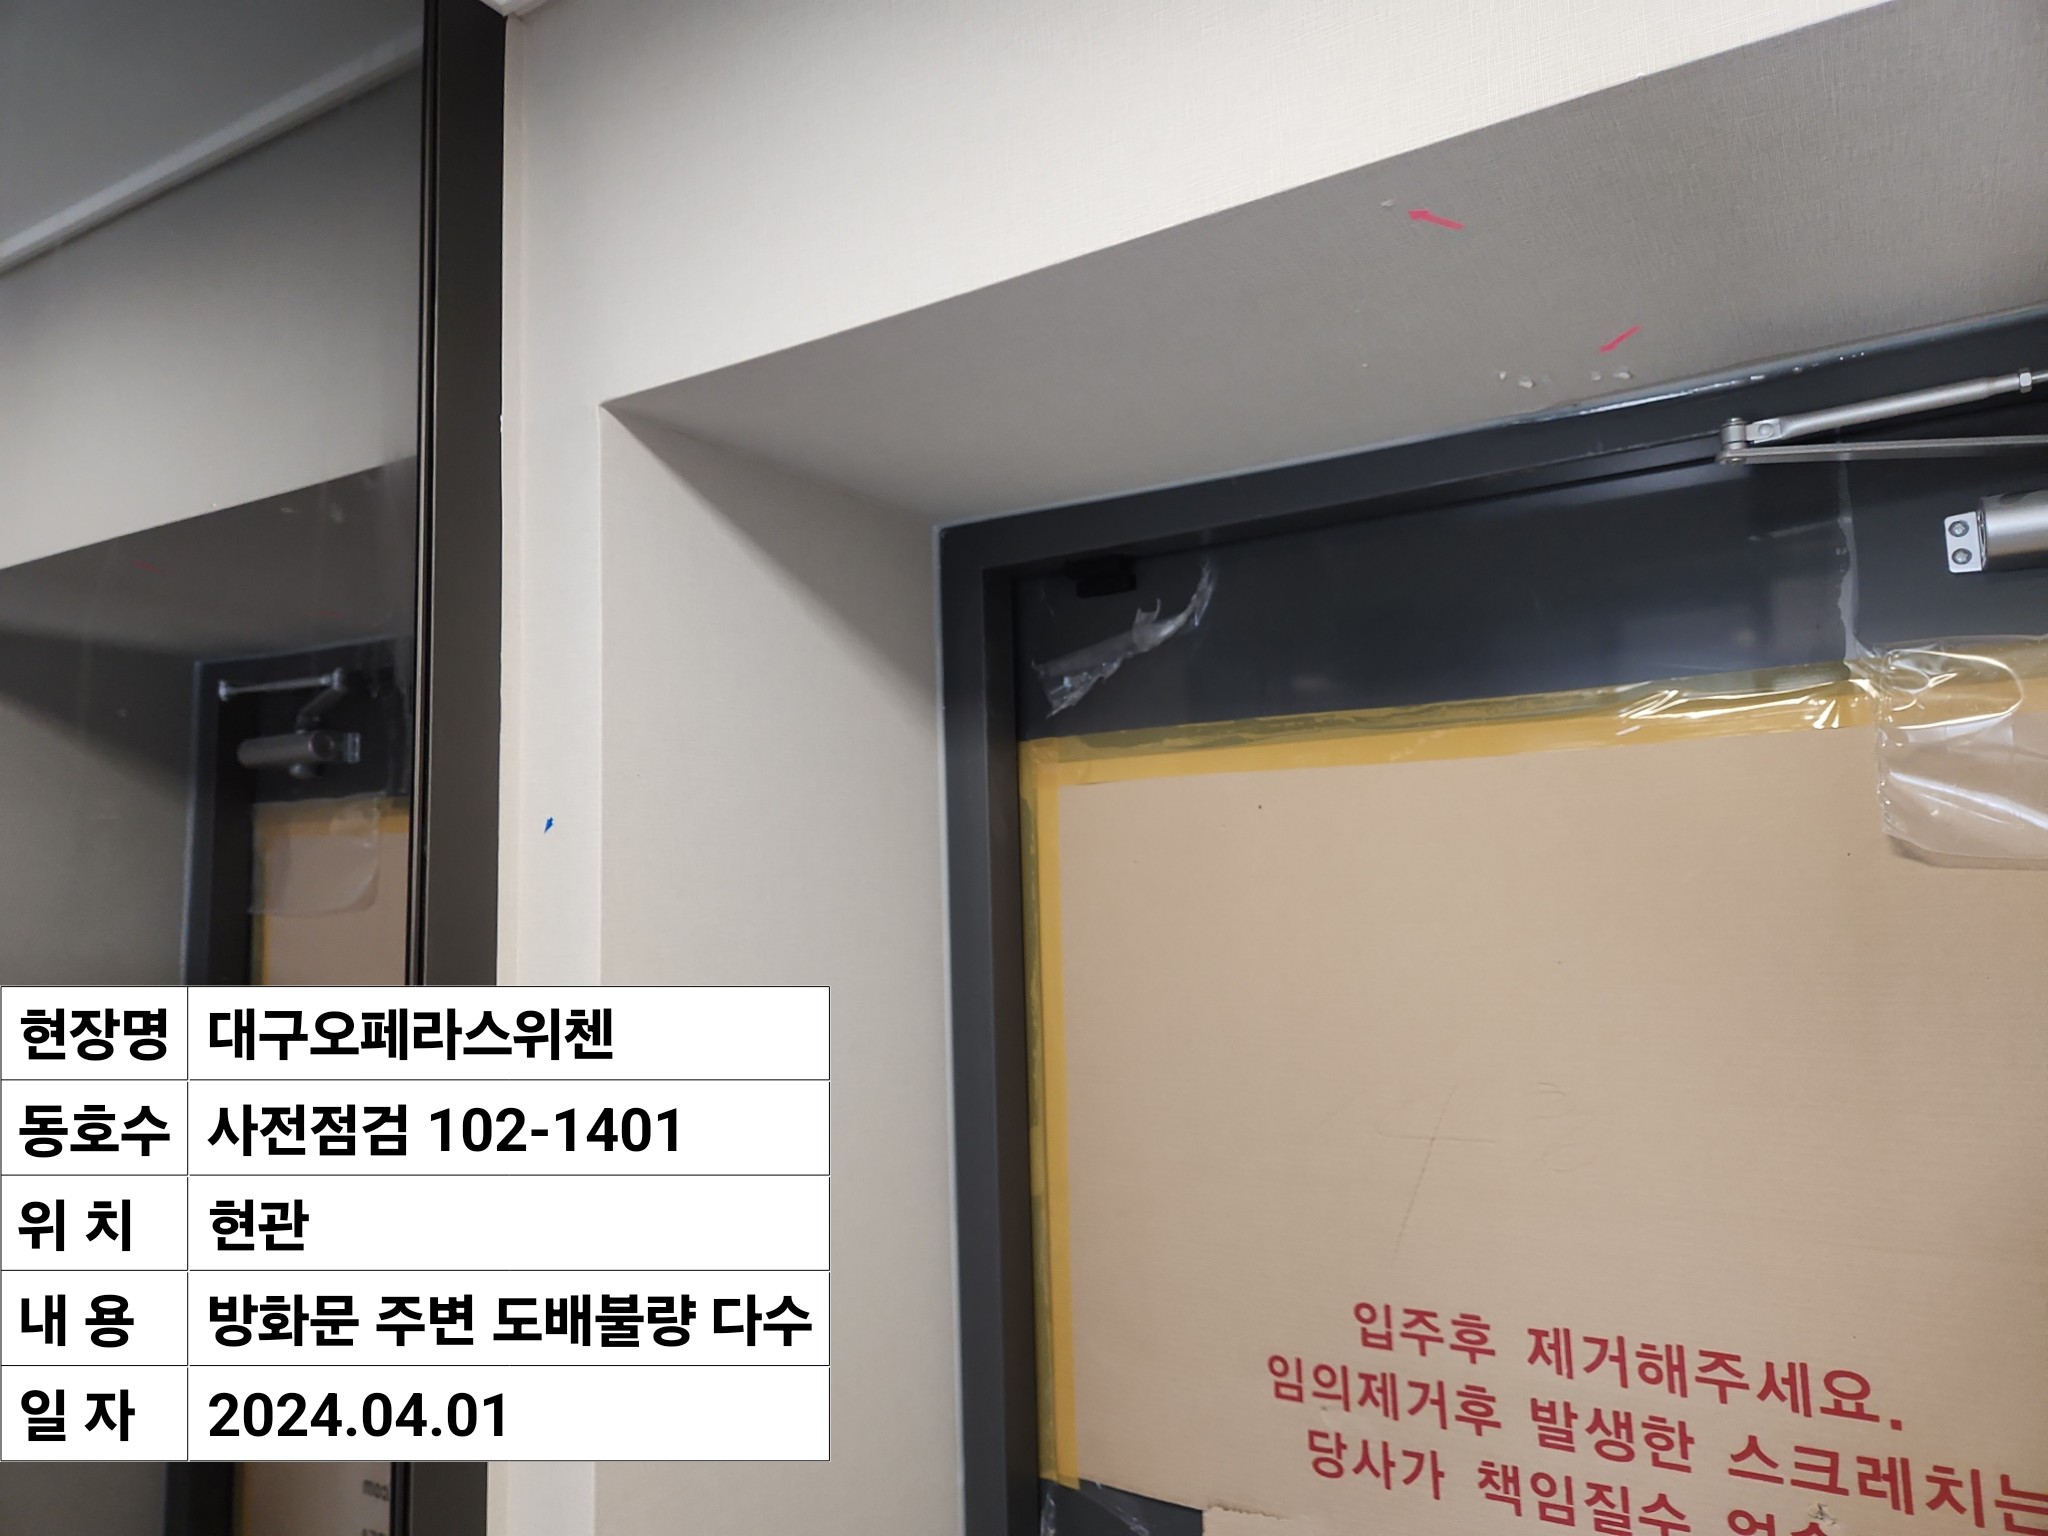 현장명 대구오페라스위첸
동호수 사전점검 102-1401
위 치 현관
내 용 방화문 주변 도배불량 다수
일 자 2024.04.01
입주후 제거해주세요.
임의제거후 발생한 스크레치는
당사가 책임질수